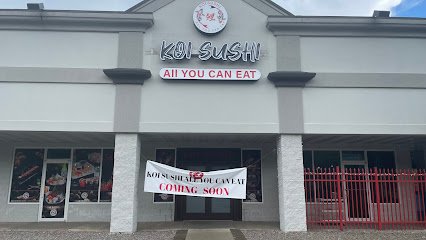 KOI-SUSHI
All YOU CAN EAT
KOI SUSHI ALL YOU CAN EAT
COMING SOON